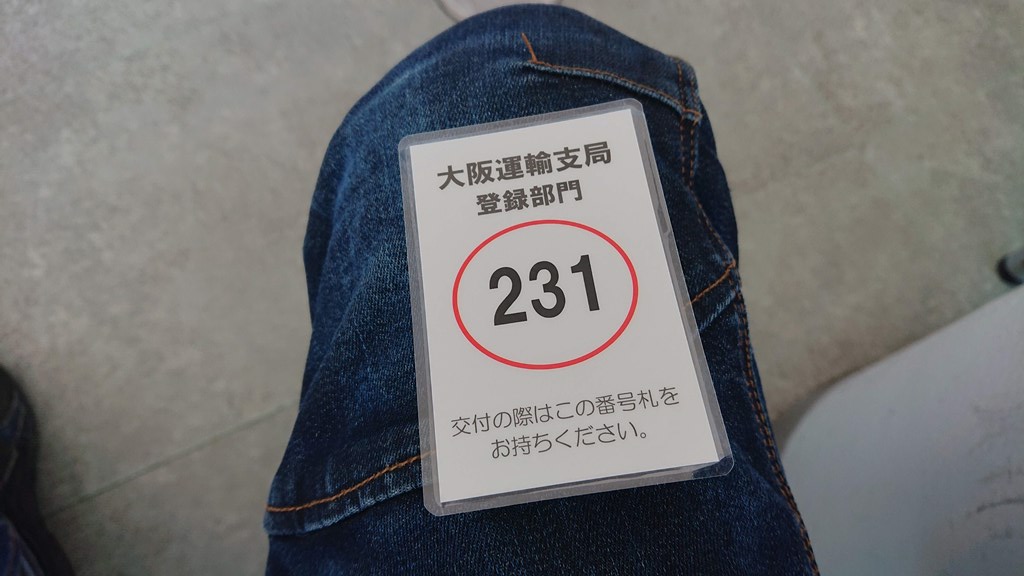 大阪運輸支局
登録部門
231
交付の際はこの番号札を
お持ちください。